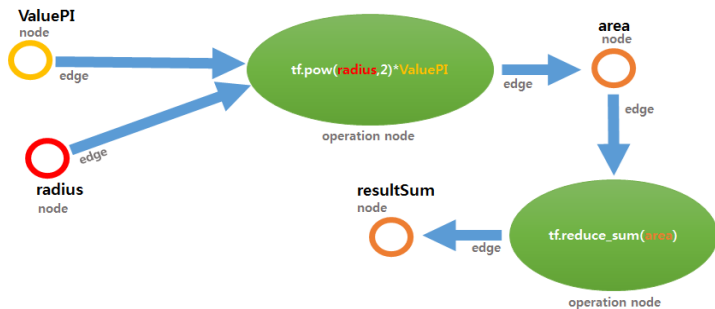 ValuePI
node
edge
tf.pow(radius,2)*ValuePI
operation node
edge
area
node
edge
edge
radius
node
resultSum
node
edge
tf.reduce_sum(area)
operation node